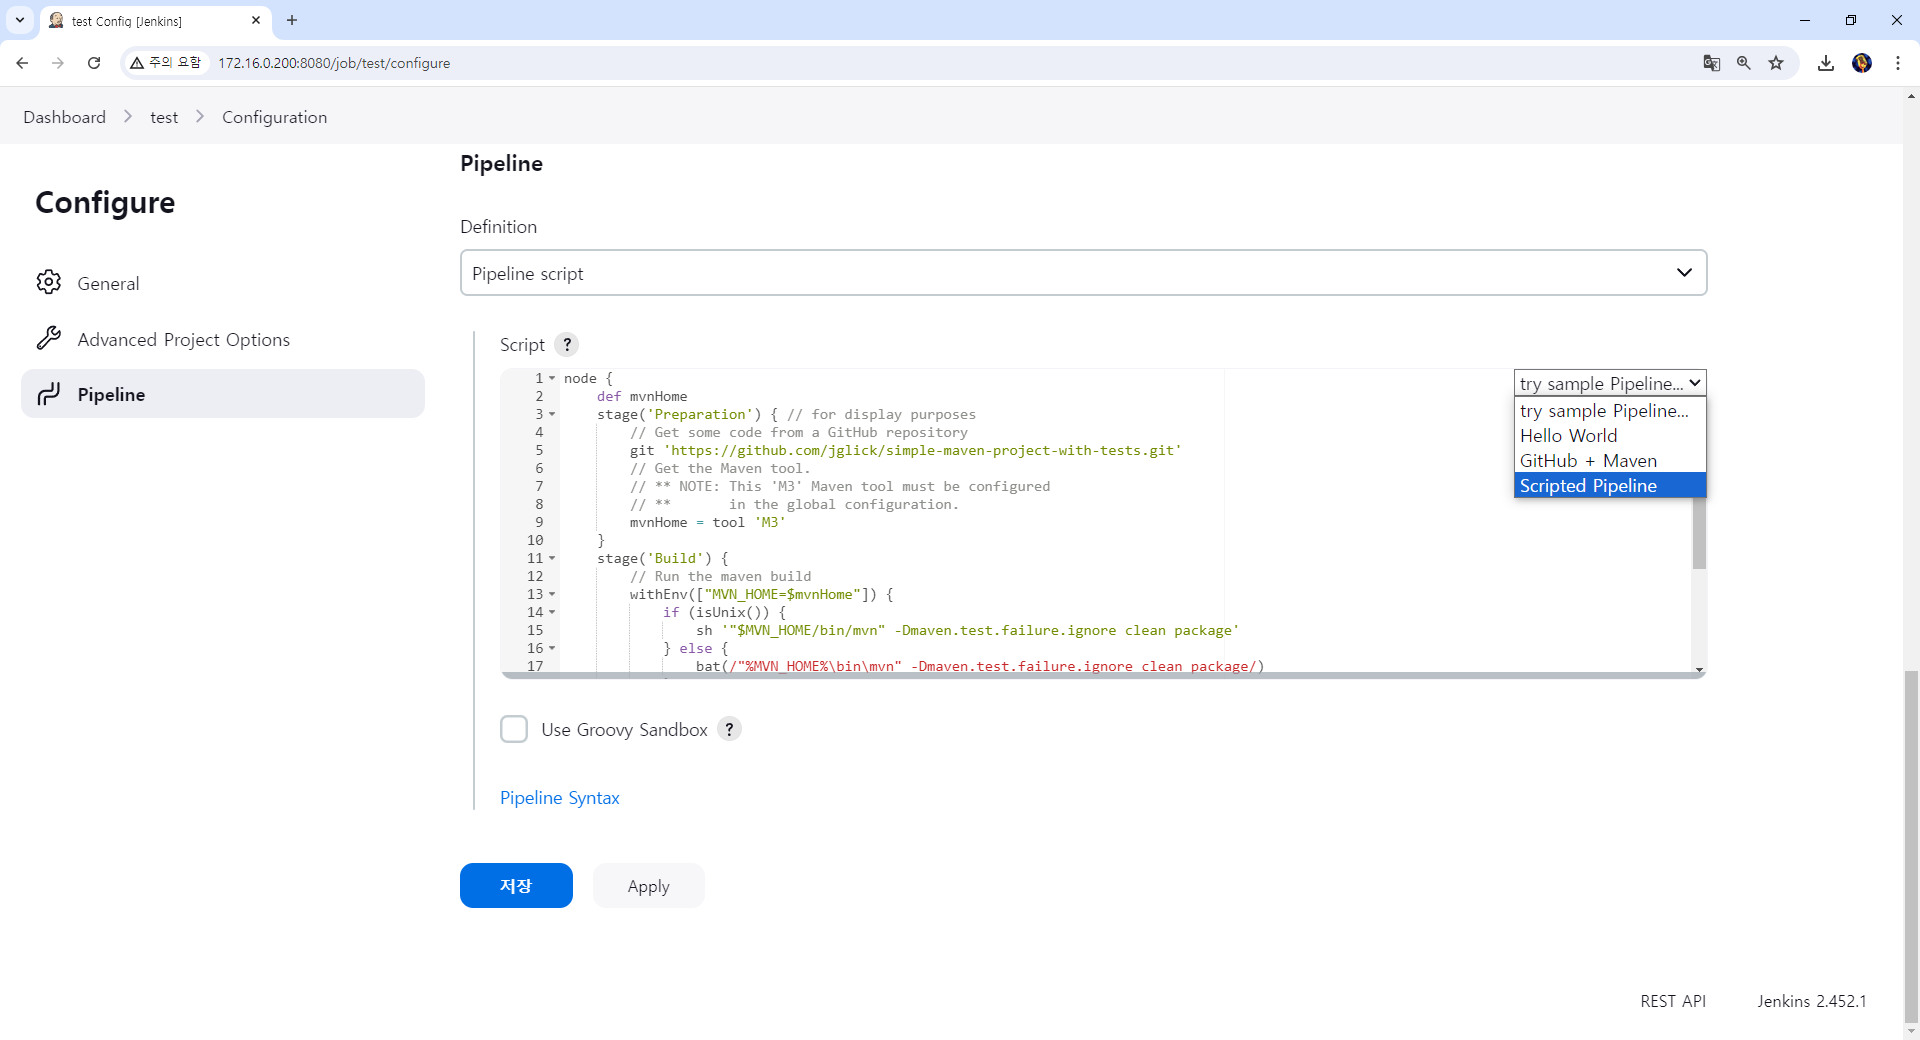 test Config [Jenkins]
주의 요함
172.16.0.200:8080/job/test/configure
Dashboard
test
Configuration
Configure
General
Advanced Project Options
Pipeline
Pipeline
Definition
Pipeline script
Script ?
1 node {
2 def mvnHome
3 stage('Preparation') { // for display purposes
4 // Get some code from a GitHub repository
5 git 'https://github.com/jglick/simple-maven-project-with-tests.git'
6 // Get the Maven tool.
7 // ** NOTE: This 'M3' Maven tool must be configured
8 // **       in the global configuration.
9 mvnHome = tool 'M3'
10 }
11 stage('Build') {
12 // Run the maven build
13 withEnv(["MVN_HOME=$mvnHome"]) {
14 if (isUnix()) {
15 sh '"$MVN_HOME/bin/mvn" -Dmaven.test.failure.ignore clean package'
16 } else {
17 bat(/"%MVN_HOME%\bin\mvn" -Dmaven.test.failure.ignore clean package/)
try sample Pipeline...
try sample Pipeline...
Hello World
GitHub + Maven
Scripted Pipeline
Use Groovy Sandbox ?
Pipeline Syntax
저장
Apply
REST API
Jenkins 2.452.1